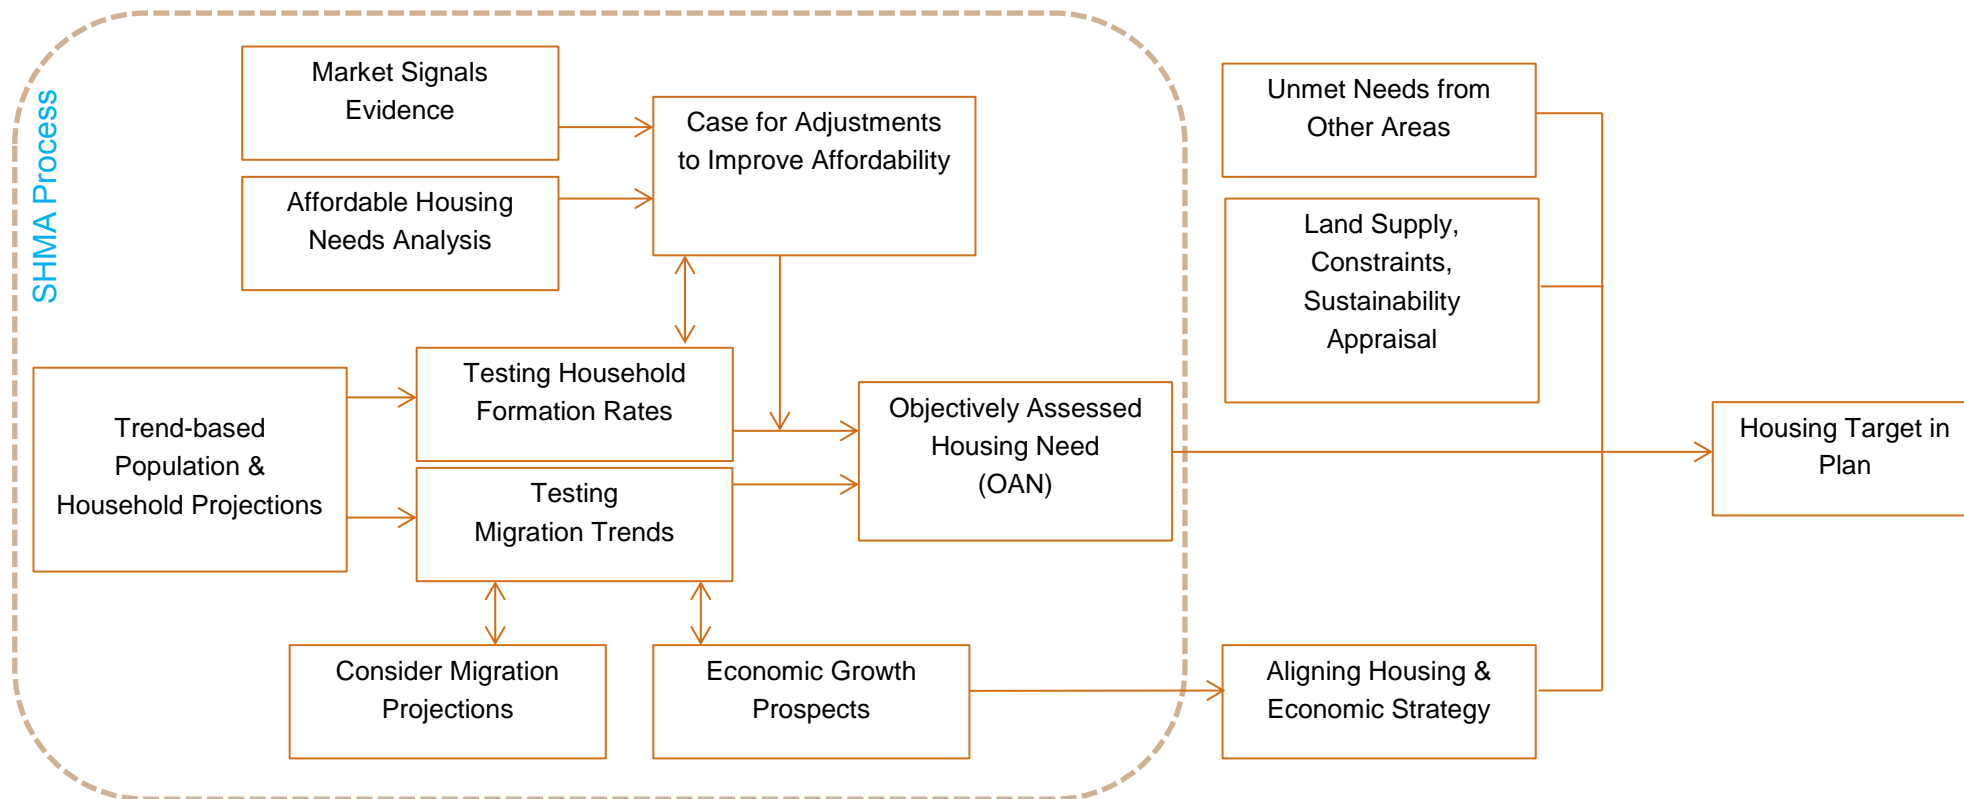 SHMA Process
Market Signals
Evidence
Affordable Housing
Needs Analysis
Case for Adjustments
to Improve Affordability
Trend-based
Population &
Household Projections
Testing Household
Formation Rates
Testing
Migration Trends
Objectively Assessed
Housing Need
(OAN)
Consider Migration
Projections
Economic Growth
Prospects
Unmet Needs from
Other Areas
Land Supply,
Constraints,
Sustainability
Appraisal
Aligning Housing &
Economic Strategy
Housing Target in
Plan